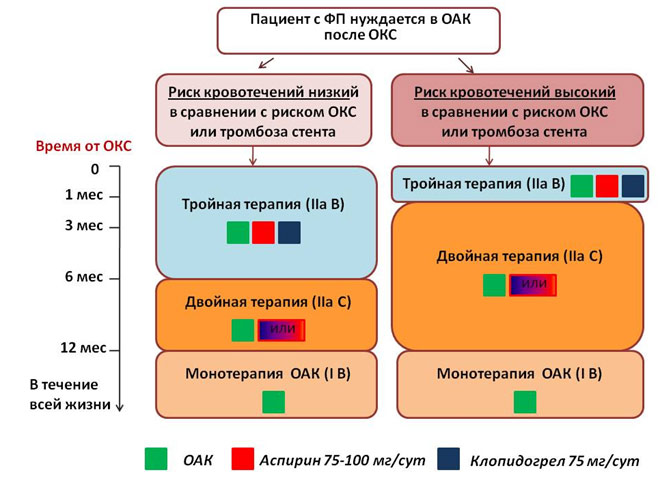 Пациент с ФП нуждается в ОАК
после ОКС
Риск кровотечений низкий
в сравнении с риском ОКС
или тромбоза стента
Риск кровотечений высокий
в сравнении с риском ОКС
или тромбоза стента
Время от ОКС
0
1 мес
3 мес
6 мес
12 мес
В течение
всей жизни
Тройная терапия (IIa B)
Двойная терапия (IIa C)
или
Монотерапия ОАК (I B)
Тройная терапия (IIa B)
Двойная терапия (IIa C)
или
Монотерапия ОАК (I B)
ОАК
Аспирин 75-100 мг/сут
Клопидогрел 75 мг/сут